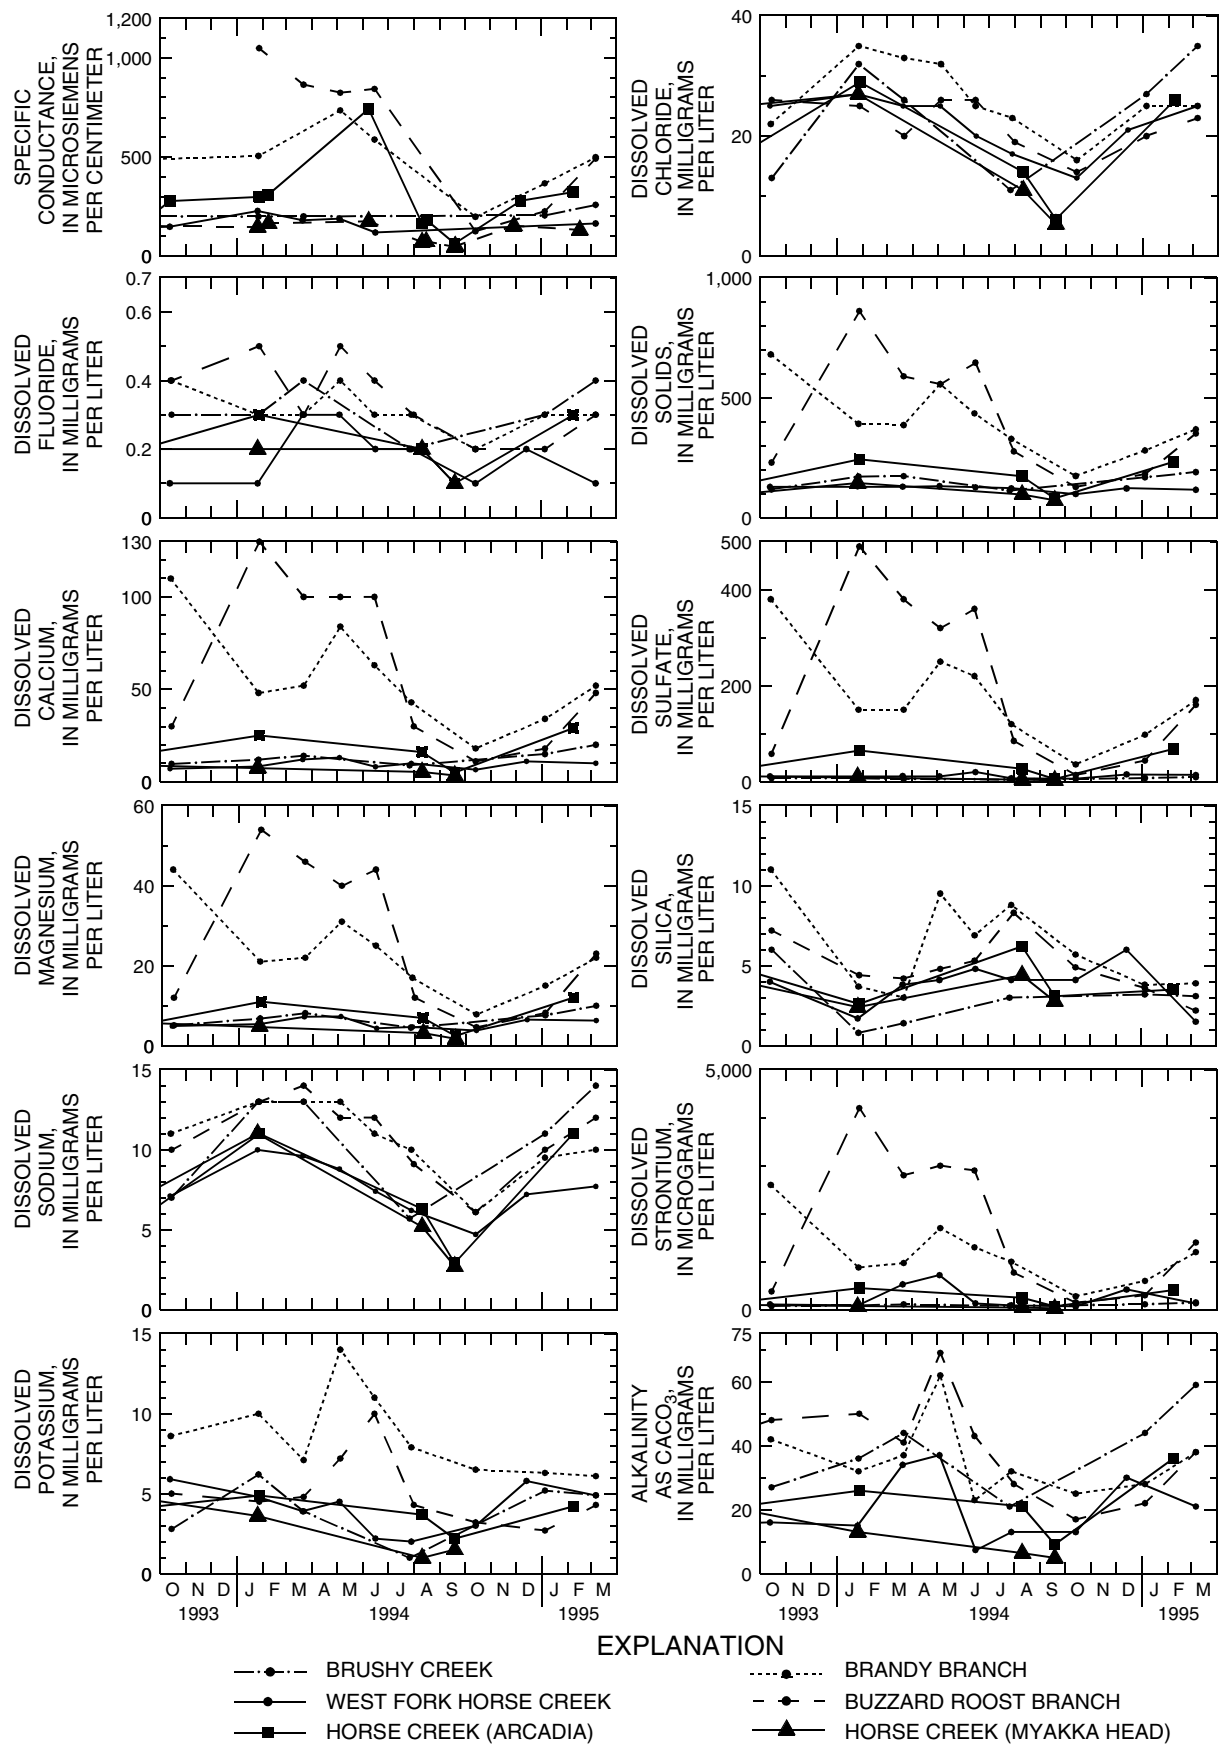 SPECIFIC
CONDUCTANCE,
IN MICROSIEMENS
PER CENTIMETER
1,200
1,000
500
0
DISSOLVED
CHLORIDE,
IN MILLIGRAMS
PER LITER
40
20
0
DISSOLVED
FLUORIDE,
IN MILLIGRAMS
PER LITER
0.7
0.6
0.4
0.2
0
DISSOLVED
SOLIDS,
IN MILLIGRAMS
PER LITER
1,000
500
0
DISSOLVED
CALCIUM,
IN MILLIGRAMS
PER LITER
130
100
50
0
DISSOLVED
SULFATE,
IN MILLIGRAMS
PER LITER
500
400
200
0
DISSOLVED
MAGNESIUM,
IN MILLIGRAMS
PER LITER
60
40
20
0
DISSOLVED
SILICA,
IN MILLIGRAMS
PER LITER
15
10
5
0
DISSOLVED
SODIUM,
IN MILLIGRAMS
PER LITER
15
10
5
0
DISSOLVED
STRONTIUM,
IN MICROGRAMS
PER LITER
5,000
0
DISSOLVED
POTASSIUM,
N MILLIGRAMS
PER LITER
15
10
5
0
ALKALINITY
AS CACO3,
IN MILLIGRAMS
PER LITER
75
60
40
20
0
O N D J F M A M J J A S O N D J F M
1993 1994 1995
O N D J F M A M J J A S O N D J F M
1993 1994 1995
EXPLANATION
BRUSHY CREEK
WEST FORK HORSE CREEK
HORSE CREEK (ARCADIA)
BRANDY BRANCH
BUZZARD ROOST BRANCH
HORSE CREEK (MYAKKA HEAD)